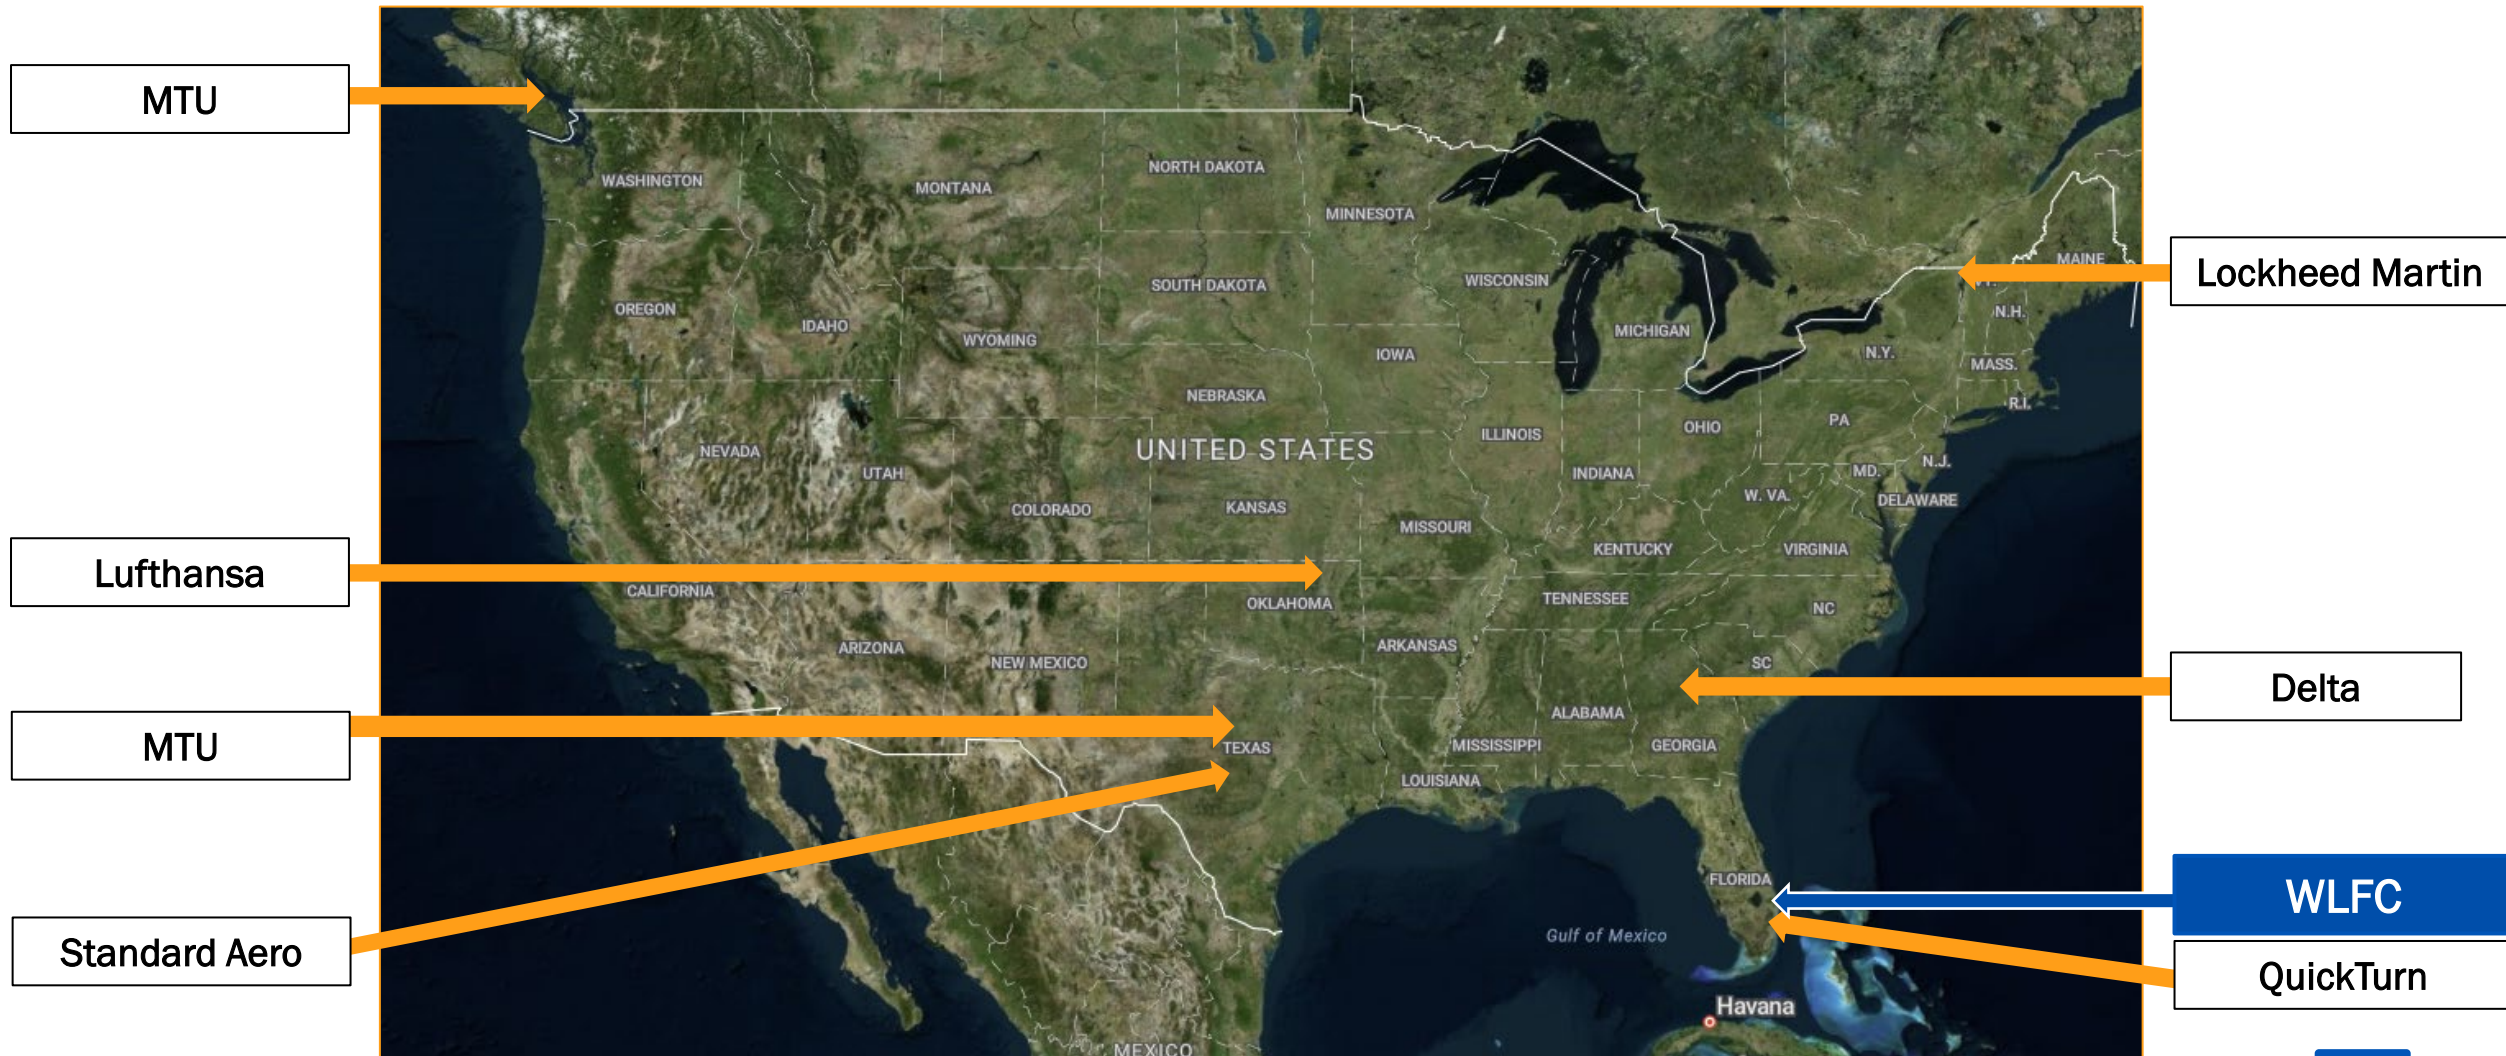 MTU
Lufthansa
MTU
Standard Aero
WASHINGTON
MONTANA
NORTH DAKOTA
MINNESOTA
OREGON
IDAHO
WYOMING
SOUTH DAKOTA
WISCONSIN
MICHIGAN
MAINE
N.H.
N.Y.
MASS.
R.I.
IOWA
NEBRASKA
NEVADA
UTAH
UNITED STATES
ILLINOIS
INDIANA
OHIO
PA
N.J.
MD.
DELAWARE
W. VA.
COLORADO
KANSAS
MISSOURI
KENTUCKY
VIRGINIA
CALIFORNIA
OKLAHOMA
TENNESSEE
NC
ARIZONA
NEW MEXICO
ARKANSAS
SC
TEXAS
ALABAMA
MISSISSIPPI
GEORGIA
LOUISIANA
FLORIDA
Gulf of Mexico
Havana
MEXICO
Lockheed Martin
Delta
WLFC
QuickTurn